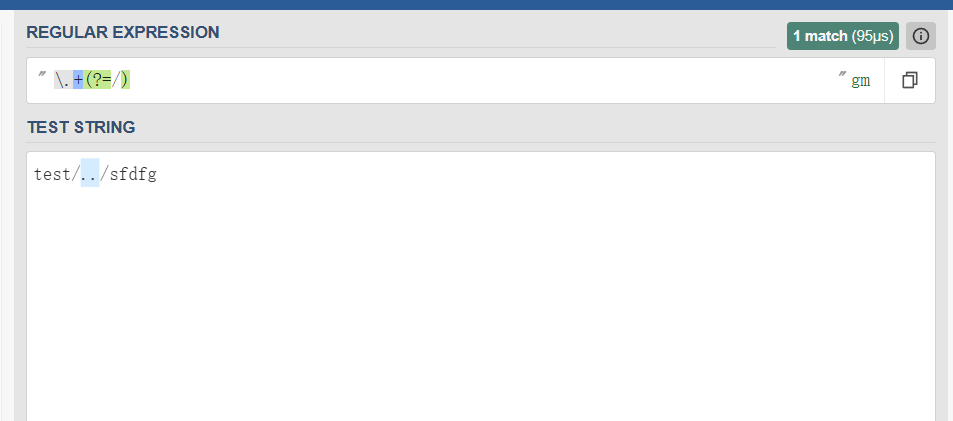 REGULAR EXPRESSION
1 match (95μs)
" \.+(?=/) " gm
TEST STRING
test/../sfdfg